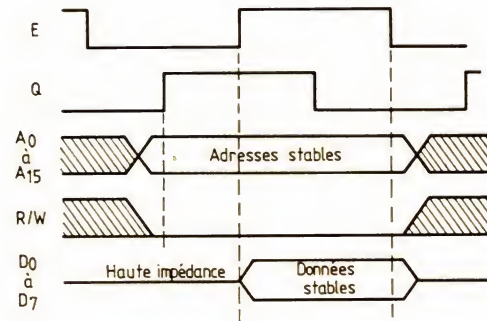 E
Q
A0
à
A15
Adresses stables
R/W
D0
à
D7
Haute impédance
Données
stables